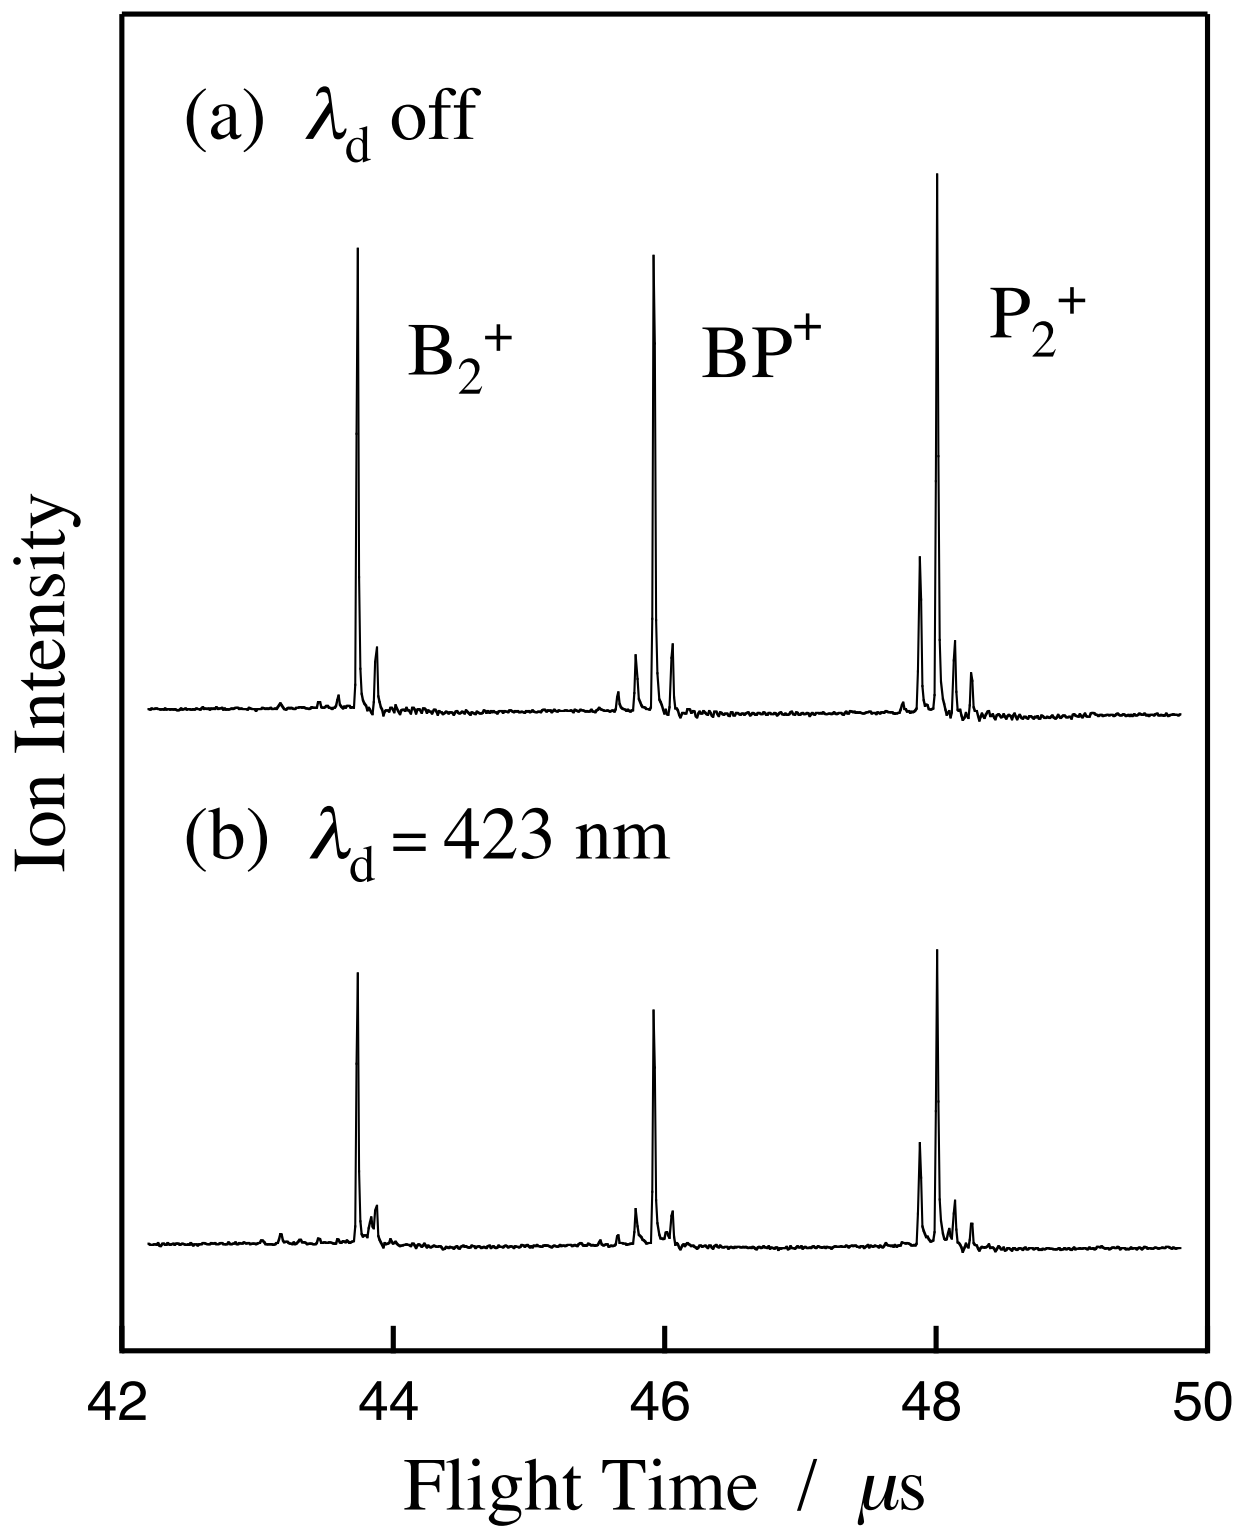 (a) λd off
B2+
BP+
P2+
Ion Intensity
(b) λd = 423 nm
42 44 46 48 50
Flight Time / μs